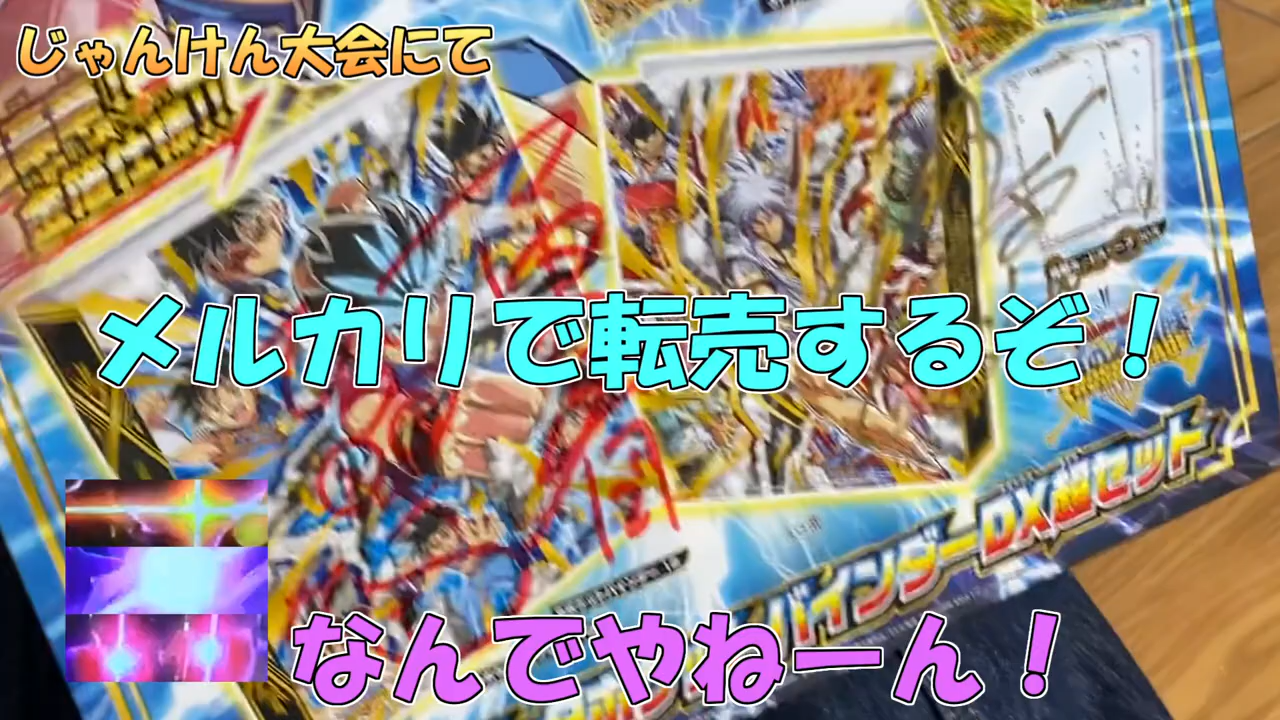 じゃんけん大会にて
メルカリで転売するぞ！
バインダーDX超セット
なんでやねーん！